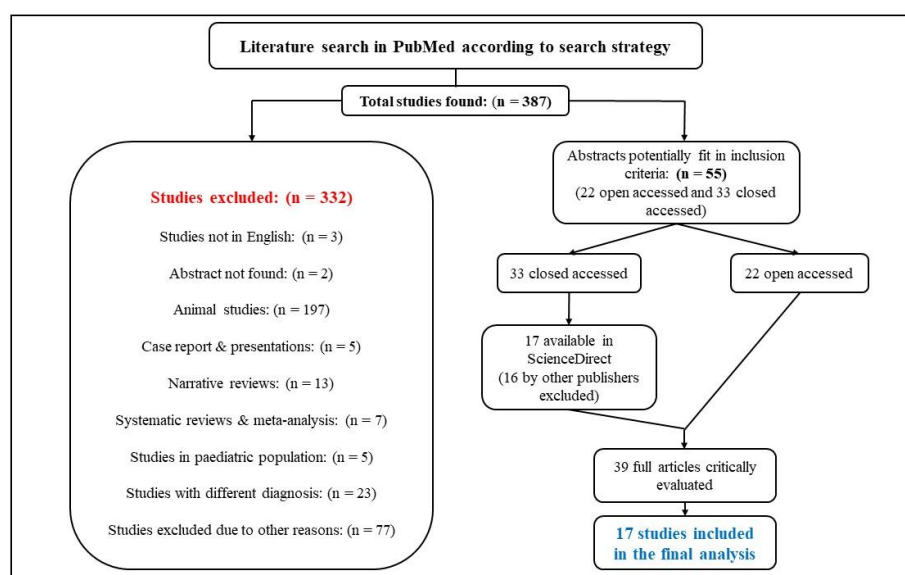 Literature search in PubMed according to search strategy
Total studies found: (n = 387)
Studies excluded: (n = 332)
Studies not in English: (n = 3)
Abstract not found: (n = 2)
Animal studies: (n = 197)
Case report & presentations: (n = 5)
Narrative reviews: (n = 13)
Systematic reviews & meta-analysis: (n = 7)
Studies in paediatric population: (n = 5)
Studies with different diagnosis: (n = 23)
Studies excluded due to other reasons: (n = 77)
Abstracts potentially fit in inclusion
criteria: (n = 55)
(22 open accessed and 33 closed
accessed)
33 closed accessed
22 open accessed
17 available in
ScienceDirect
(16 by other publishers
excluded)
39 full articles critically
evaluated
17 studies included
in the final analysis